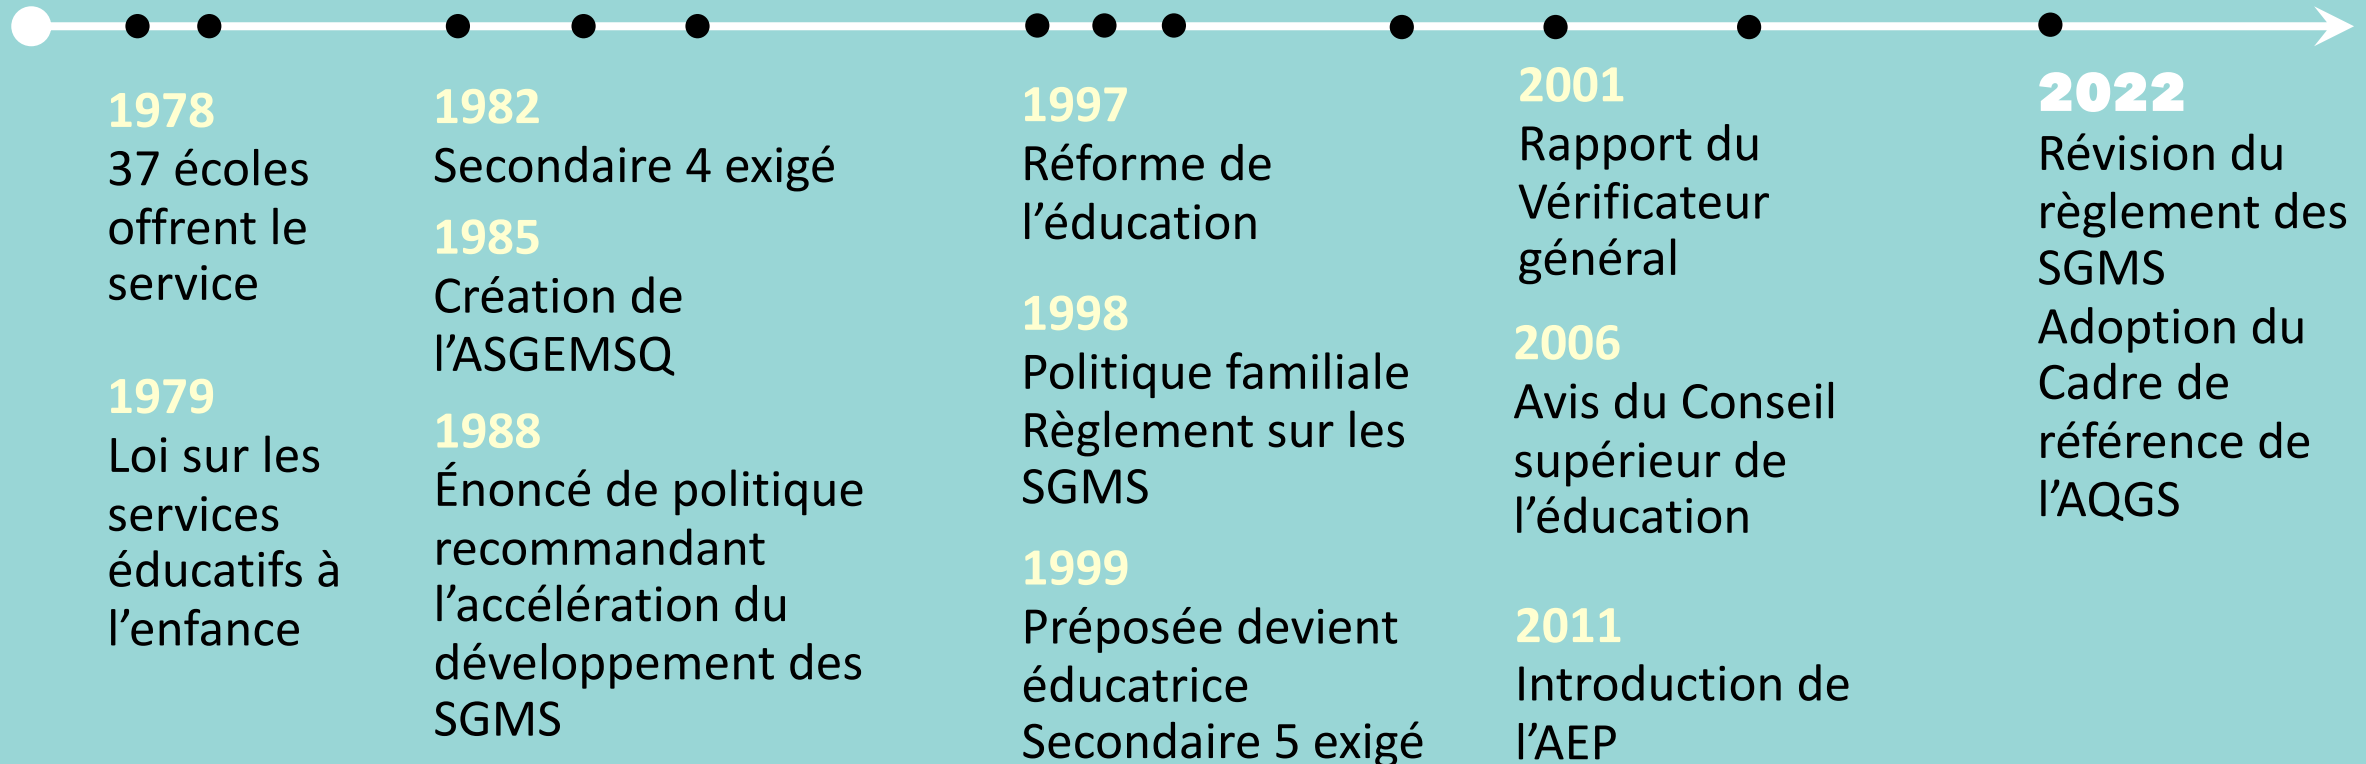 1978
37 écoles
offrent le
service
1979
Loi sur les
services
éducatifs à
l’enfance
1982
Secondaire 4 exigé
1985
Création de
l’ASGEMSQ
1988
Énoncé de politique
recommandant
l’accélération du
développement des
SGMS
1997
Réforme de
l’éducation
1998
Politique familiale
Règlement sur les
SGMS
1999
Préposée devient
éducatrice
Secondaire 5 exigé
2001
Rapport du
Vérificateur
général
2006
Avis du Conseil
supérieur de
l’éducation
2011
Introduction de
l’AEP
2022
Révision du
règlement des
SGMS
Adoption du
Cadre de
référence de
l’AQGS